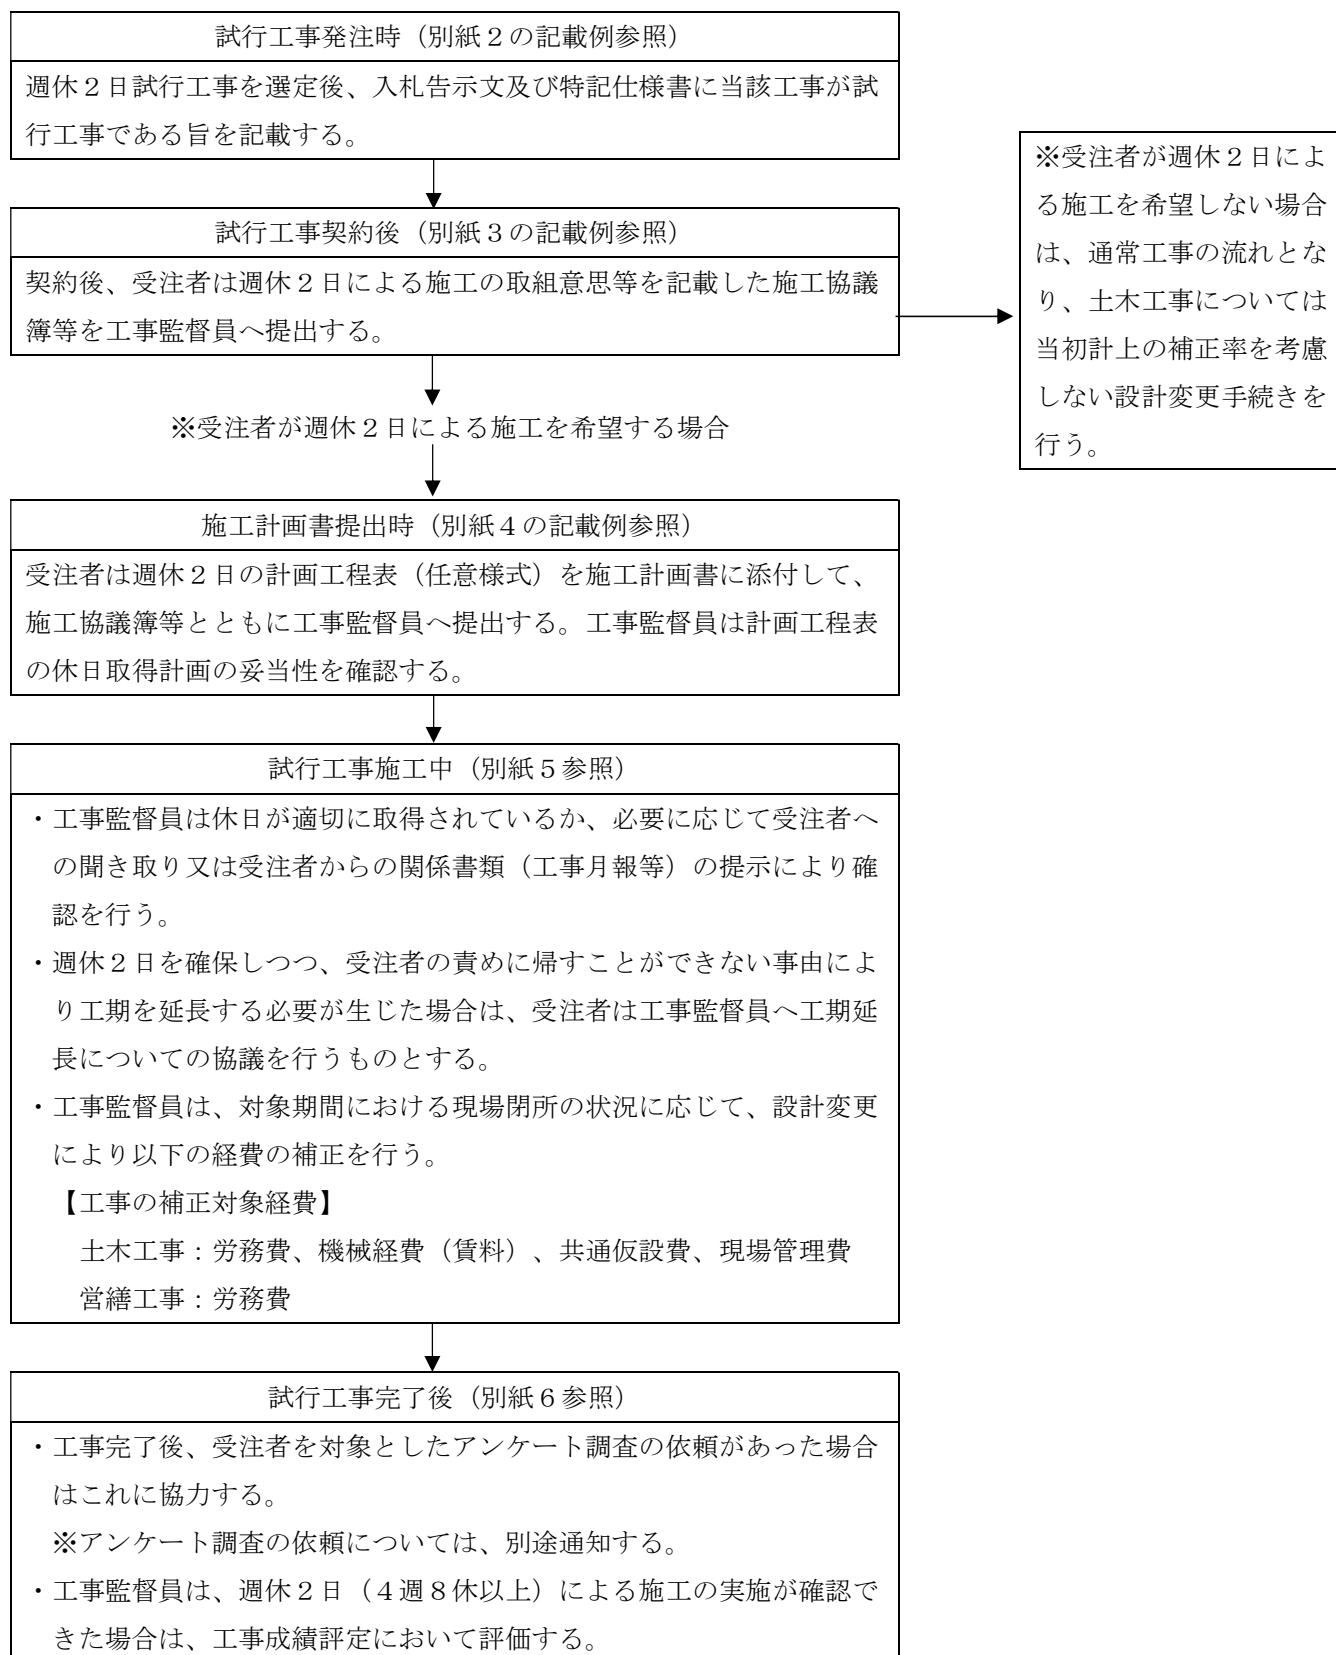 試行工事発注時（別紙２の記載例参照）
週休２日試行工事を選定後、入札告示文及び特記仕様書に当該工事が試
行工事である旨を記載する。
試行工事契約後（別紙３の記載例参照）
契約後、受注者は週休２日による施工の取組意思等を記載した施工協議
簿等を工事監督員へ提出する。
※受注者が週休２日によ
る施工を希望しない場合
は、通常工事の流れとな
り、土木工事については
当初計上の補正率を考慮
しない設計変更手続きを
行う。
※受注者が週休２日による施工を希望する場合
施工計画書提出時（別紙４の記載例参照）
受注者は週休２日の計画工程表（任意様式）を施工計画書に添付して、
施工協議簿等とともに工事監督員へ提出する。工事監督員は計画工程表
の休日取得計画の妥当性を確認する。
試行工事施工中（別紙５参照）
・工事監督員は休日が適切に取得されているか、必要に応じて受注者へ
の聞き取り又は受注者からの関係書類（工事月報等）の提示により確
認を行う。
・週休２日を確保しつつ、受注者の責めに帰すことができない事由によ
り工期を延長する必要が生じた場合は、受注者は工事監督員へ工期延
長についての協議を行うものとする。
・工事監督員は、対象期間における現場閉所の状況に応じて、設計変更
により以下の経費の補正を行う。
【工事の補正対象経費】
土木工事：労務費、機械経費（賃料）、共通仮設費、現場管理費
営繕工事：労務費
試行工事完了後（別紙６参照）
・工事完了後、受注者を対象としたアンケート調査の依頼があった場合
はこれに協力する。
※アンケート調査の依頼については、別途通知する。
・工事監督員は、週休２日（４週８休以上）による施工の実施が確認で
きた場合は、工事成績評定において評価する。